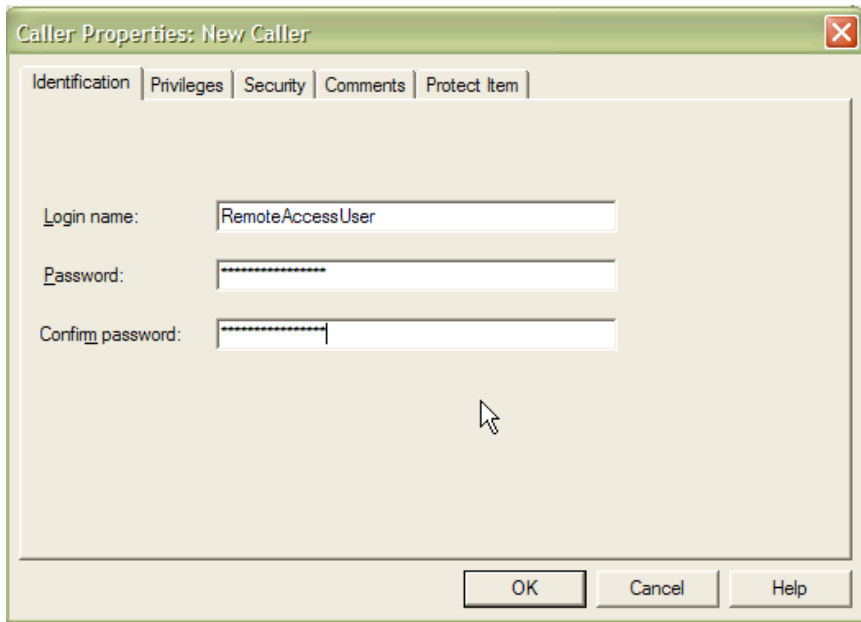 Caller Properties: New Caller
Identification Privileges Security Comments Protect Item
Login name: RemoteAccessUser
Password: ****************
Confirm password: ****************
OK Cancel Help